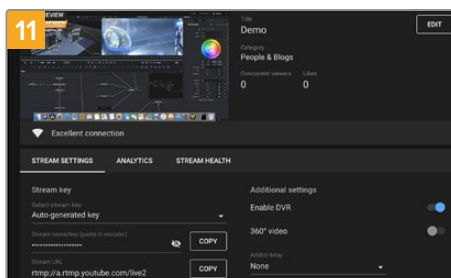 11
PREVIEW
Title
Demo
EDIT
Category
People & Blogs
Concurrent viewers Likes
0 0
Excellent connection
STREAM SETTINGS ANALYTICS STREAM HEALTH
Stream key
Additional settings
Select stream key
Auto-generated key
Enable DVR
Stream name/key (paste in encoder)
COPY
360° video
Stream URL
rtmp://a.rtmp.youtube.com/live2
COPY
Added delay
None